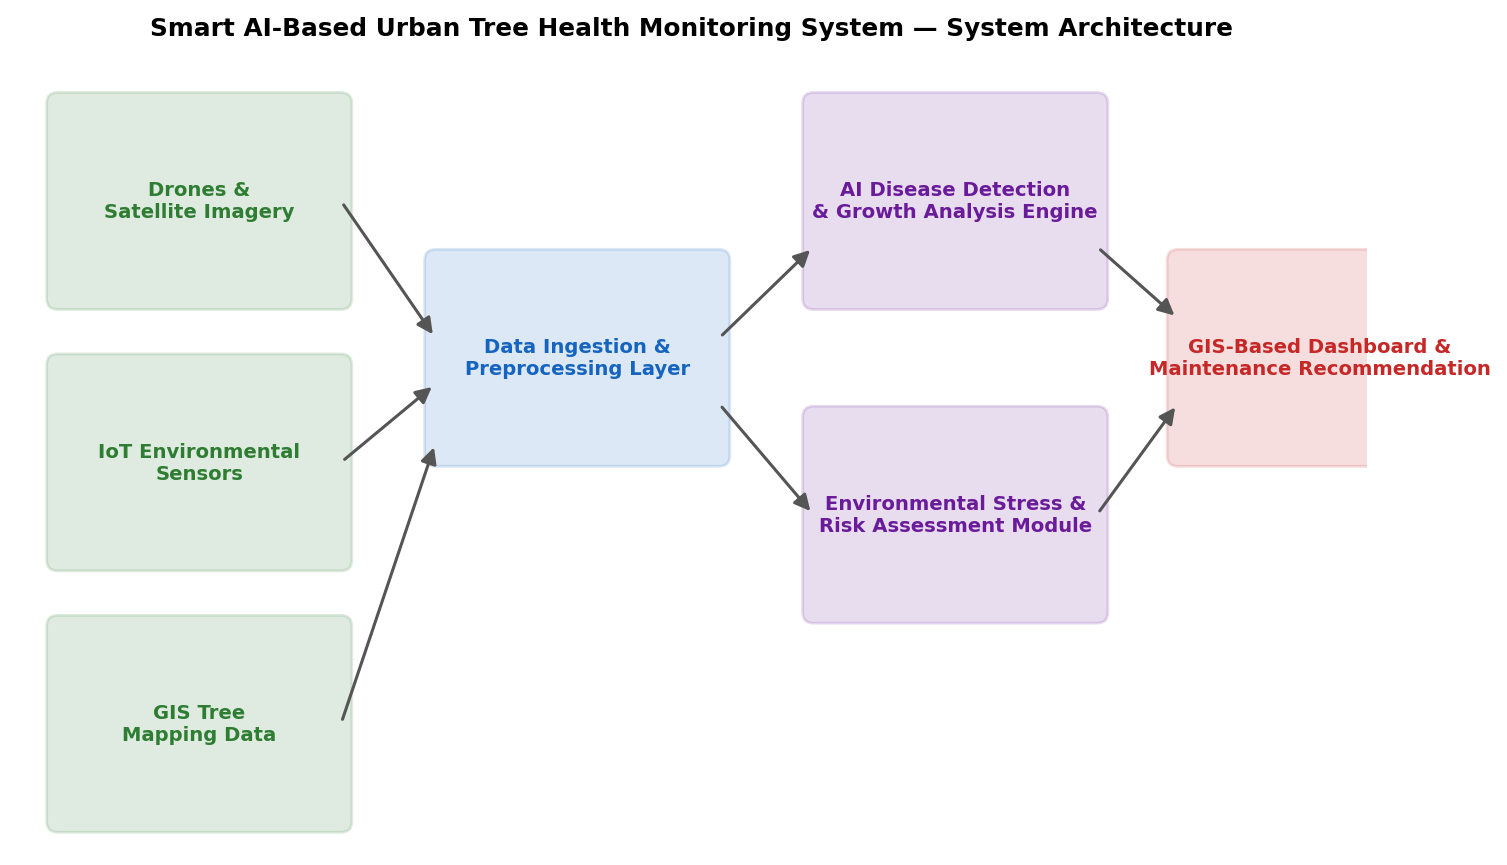 Smart AI-Based Urban Tree Health Monitoring System — System Architecture
Drones &
Satellite Imagery
IoT Environmental
Sensors
GIS Tree
Mapping Data
Data Ingestion &
Preprocessing Layer
AI Disease Detection
& Growth Analysis Engine
Environmental Stress &
Risk Assessment Module
GIS-Based Dashboard &
Maintenance Recommendation